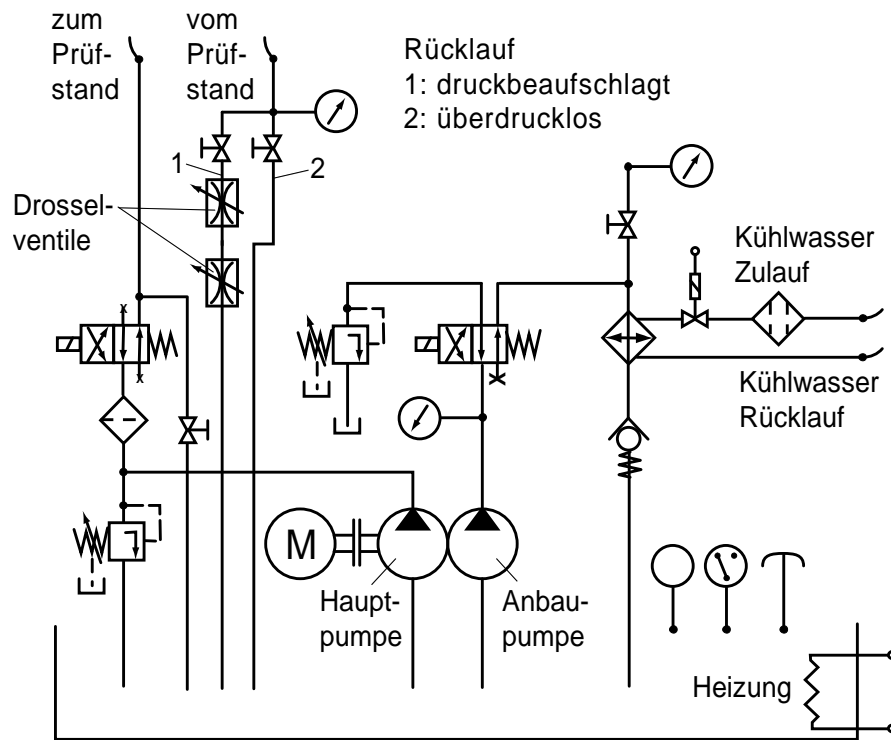 zum
Prüf-
stand
vom
Prüf-
stand
Rücklauf
1: druckbeaufschlagt
2: überdrucklos
1
2
Drossel-
ventile
Kühlwasser
Zulauf
Kühlwasser
Rücklauf
M
Haupt-
pumpe
Anbau-
pumpe
Heizung